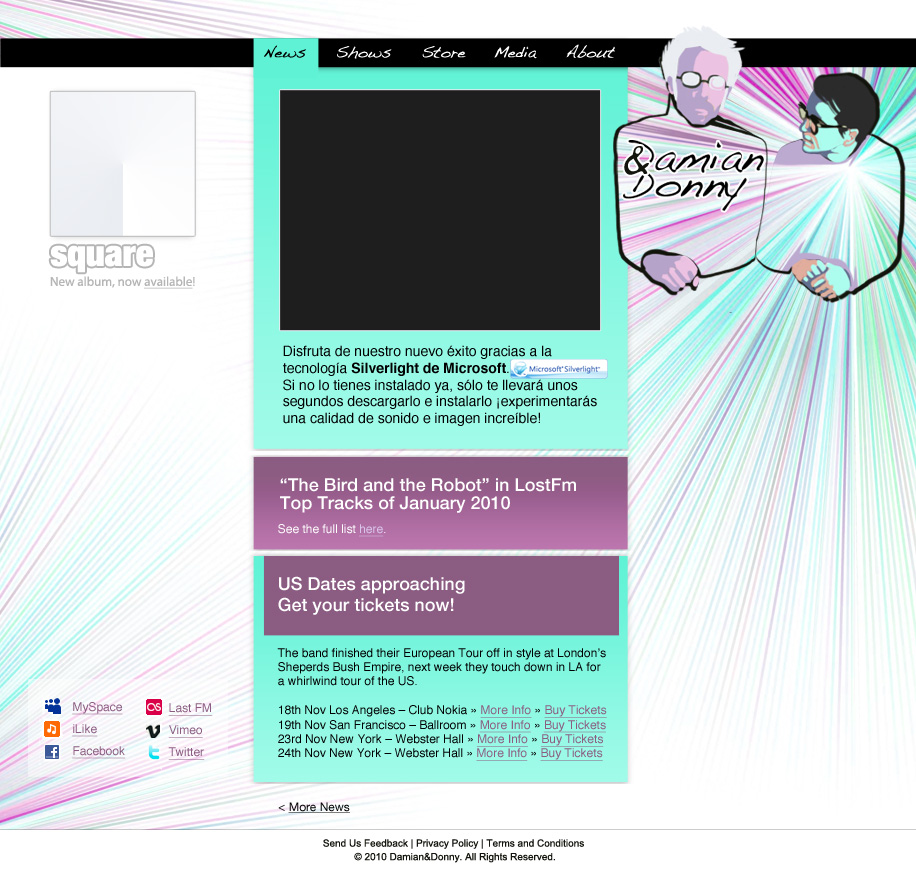 News Shows Store Media About
&Damian
Donny
square
New album, now available!
Disfruta de nuestro nuevo éxito gracias a la
tecnología Silverlight de Microsoft. Microsoft® Silverlight™
Si no lo tienes instalado ya, sólo te llevará unos
segundos descargarlo e instalarlo ¡experimentarás
una calidad de sonido e imagen increíble!
“The Bird and the Robot” in LostFm
Top Tracks of January 2010
See the full list here.
US Dates approaching
Get your tickets now!
The band finished their European Tour off in style at London's
Sheperds Bush Empire, next week they touch down in LA for
a whirlwind tour of the US.
18th Nov Los Angeles – Club Nokia » More Info » Buy Tickets
19th Nov San Francisco – Ballroom » More Info » Buy Tickets
23rd Nov New York – Webster Hall » More Info » Buy Tickets
24th Nov New York – Webster Hall » More Info » Buy Tickets
MySpace Last FM
iLike Vimeo
Facebook Twitter
< More News
Send Us Feedback | Privacy Policy | Terms and Conditions
© 2010 Damian&Donny. All Rights Reserved.